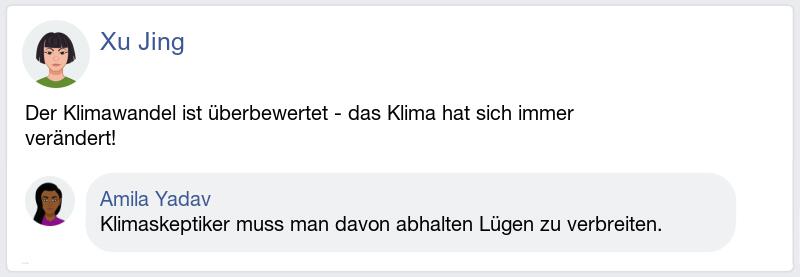 Xu Jing
Der Klimawandel ist überbewertet - das Klima hat sich immer
verändert!
Amila Yadav
Klimaskeptiker muss man davon abhalten Lügen zu verbreiten.